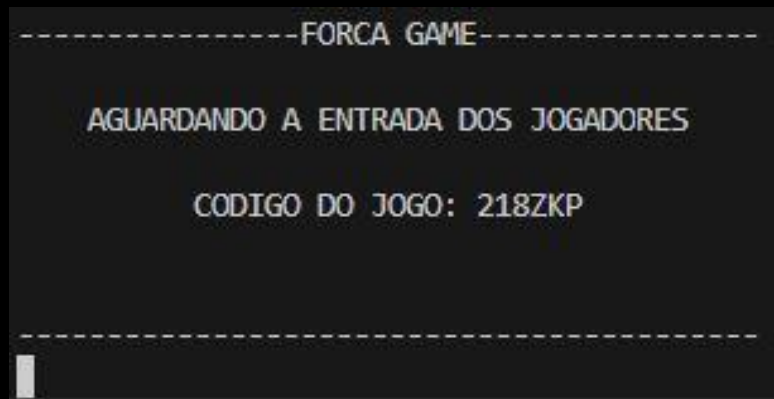 ----------------FORCA GAME----------------
AGUARDANDO A ENTRADA DOS JOGADORES
CODIGO DO JOGO: 218ZKP
------------------------------------------